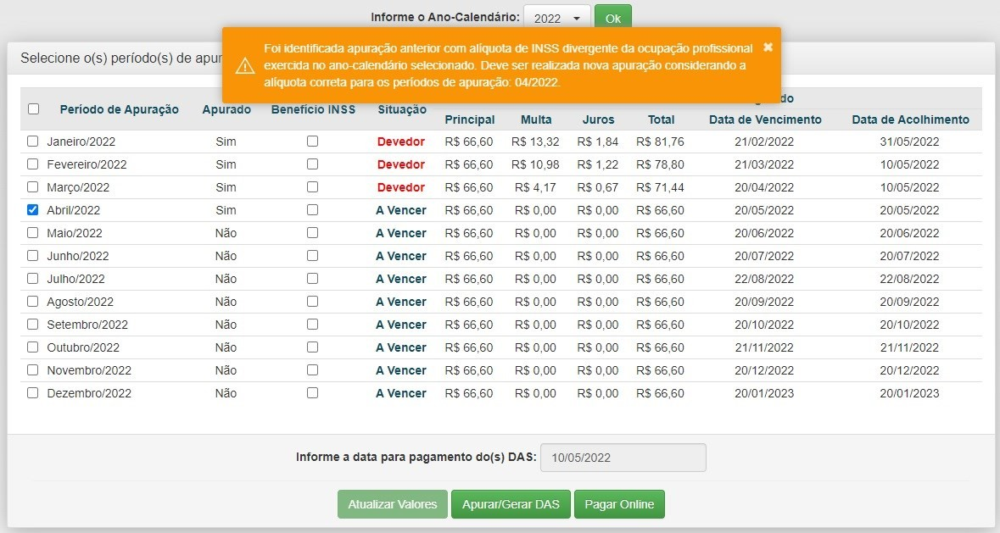 Informe o Ano-Calendário: 2022 Ok
Foi identificada apuração anterior com alíquota de INSS divergente da ocupação profissional
exercida no ano-calendário selecionado. Deve ser realizada nova apuração considerando a
alíquota correta para os períodos de apuração: 04/2022.
Selecione o(s) período(s) de apur
Período de Apuração Apurado Benefício INSS Situação
Principal Multa Juros Total Data de Vencimento Data de Acolhimento
Janeiro/2022 Sim Devedor R$ 66,60 R$ 13,32 R$ 1,84 R$ 81,76 21/02/2022 31/05/2022
Fevereiro/2022 Sim Devedor R$ 66,60 R$ 10,98 R$ 1,22 R$ 78,80 21/03/2022 10/05/2022
Março/2022 Sim Devedor R$ 66,60 R$ 4,17 R$ 0,67 R$ 71,44 20/04/2022 10/05/2022
Abril/2022 Sim A Vencer R$ 66,60 R$ 0,00 R$ 0,00 R$ 66,60 20/05/2022 20/05/2022
Maio/2022 Não A Vencer R$ 66,60 R$ 0,00 R$ 0,00 R$ 66,60 20/06/2022 20/06/2022
Junho/2022 Não A Vencer R$ 66,60 R$ 0,00 R$ 0,00 R$ 66,60 20/07/2022 20/07/2022
Julho/2022 Não A Vencer R$ 66,60 R$ 0,00 R$ 0,00 R$ 66,60 22/08/2022 22/08/2022
Agosto/2022 Não A Vencer R$ 66,60 R$ 0,00 R$ 0,00 R$ 66,60 20/09/2022 20/09/2022
Setembro/2022 Não A Vencer R$ 66,60 R$ 0,00 R$ 0,00 R$ 66,60 20/10/2022 20/10/2022
Outubro/2022 Não A Vencer R$ 66,60 R$ 0,00 R$ 0,00 R$ 66,60 21/11/2022 21/11/2022
Novembro/2022 Não A Vencer R$ 66,60 R$ 0,00 R$ 0,00 R$ 66,60 20/12/2022 20/12/2022
Dezembro/2022 Não A Vencer R$ 66,60 R$ 0,00 R$ 0,00 R$ 66,60 20/01/2023 20/01/2023
Informe a data para pagamento do(s) DAS: 10/05/2022
Atualizar Valores Apurar/Gerar DAS Pagar Online